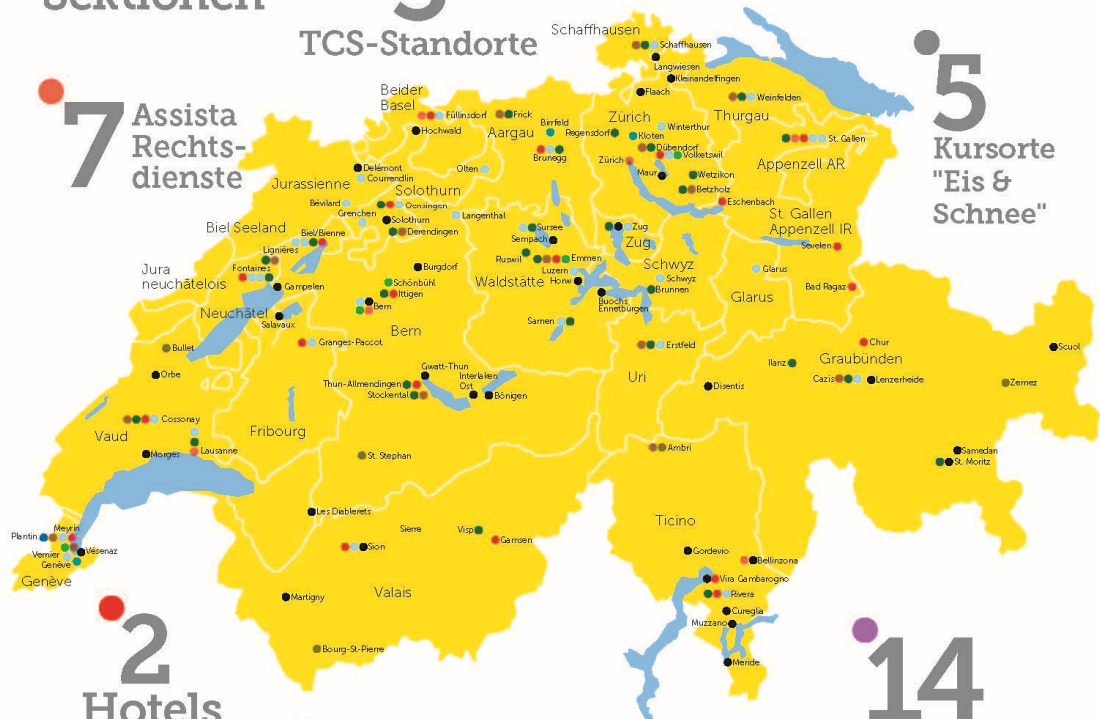 Sektionen
TCS-Standorte
7
Assista
Rechts-
dienste
5
Kursorte
"Eis &
Schnee"
2
Hotels
14
Schaffhausen
Schaffhausen
Langwiesen
Kleinandelfingen
Flaach
Weinfelden
Thurgau
Beider
Basel
Füllinsdorf
Hochwald
Frick
Aargau
Birrfeld
Brunegg
Regensdorf
Zürich
Winterthur
Kloten
Dübendorf
Volketswil
Zürich
Maur
Wetzikon
Betzholz
Eschenbach
St. Gallen
Appenzell AR
St. Gallen
Appenzell IR
Sevelen
Bad Ragaz
Delémont
Courrendlin
Jurassienne
Olten
Solothurn
Bévilard
Oensingen
Grenchen
Solothurn
Langenthal
Derendingen
Biel Seeland
Biel/Bienne
Lignières
Fontaines
Jura
neuchâtelois
Gampelen
Neuchâtel
Salavaux
Burgdorf
Schönbühl
Ittigen
Bern
Bern
Sursee
Sempach
Ruswil
Emmen
Luzern
Horw
Waldstätte
Zug
Zug
Schwyz
Schwyz
Brunnen
Buochs
Ennetbürgen
Sarnen
Glarus
Glarus
Granges-Paccot
Bullet
Orbe
Gwatt-Thun
Interlaken
Ost
Thun-Allmendingen
Stockental
Bönigen
Erstfeld
Uri
Chur
Ilanz
Graubünden
Cazis
Lenzerheide
Disentis
Scuol
Zernez
Samedan
St. Moritz
Cossonay
Vaud
Lausanne
Morges
Fribourg
St. Stephan
Ambri
Les Diablerets
Sierre
Visp
Gamsen
Sion
Martigny
Valais
Bourg-St-Pierre
Meyrin
Plantin
Vernier
Vésenaz
Genève
Genève
Ticino
Gordevio
Bellinzona
Vira Gambarogno
Rivera
Cureglia
Muzzano
Meride